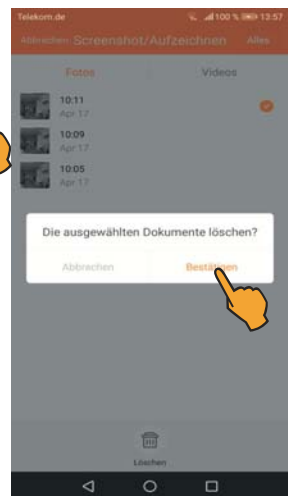 Telekom.de 100 % 13:57
Abbrechen Screenshot/Aufzeichnen Alles
Fotos Videos
10:11
Apr 17
10:09
Apr 17
10:05
Apr 17
Die ausgewählten Dokumente löschen?
Abbrechen Bestätigen
Löschen